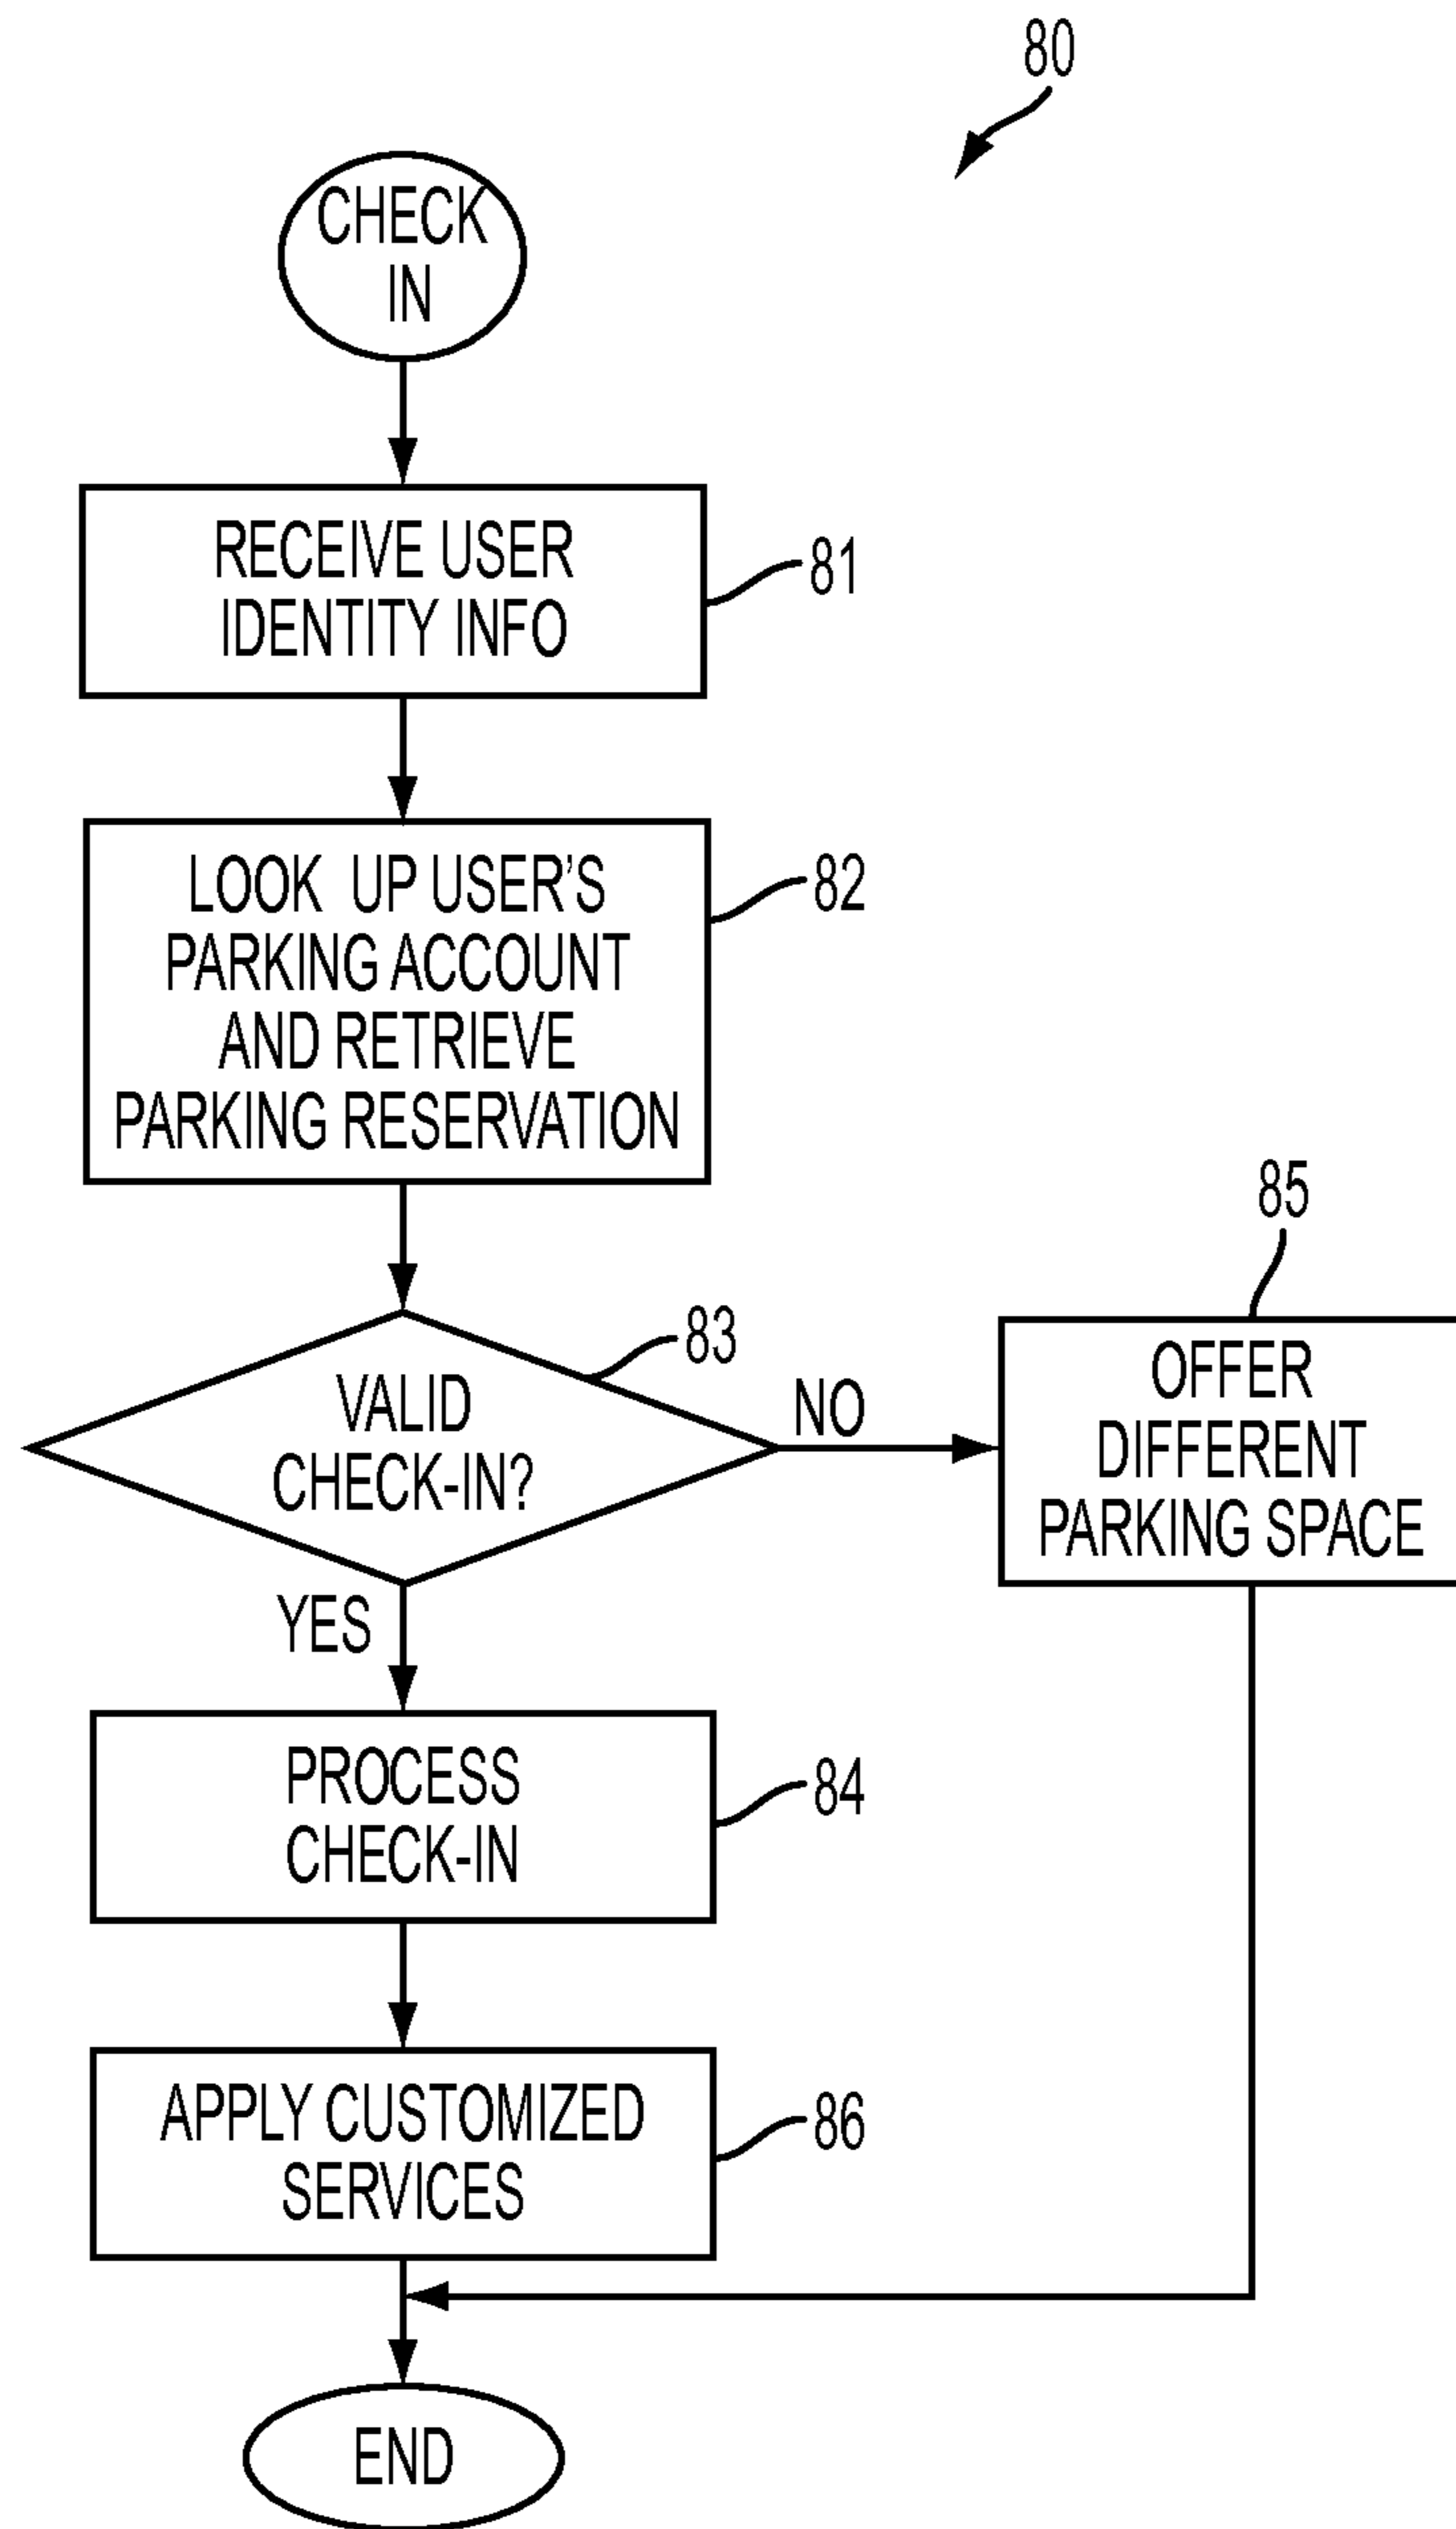 80
CHECK
IN
RECEIVE USER
IDENTITY INFO
81
LOOK UP USER'S
PARKING ACCOUNT
AND RETRIEVE
PARKING RESERVATION
82
VALID
CHECK-IN?
83
NO
85
OFFER
DIFFERENT
PARKING SPACE
YES
PROCESS
CHECK-IN
84
APPLY CUSTOMIZED
SERVICES
86
END